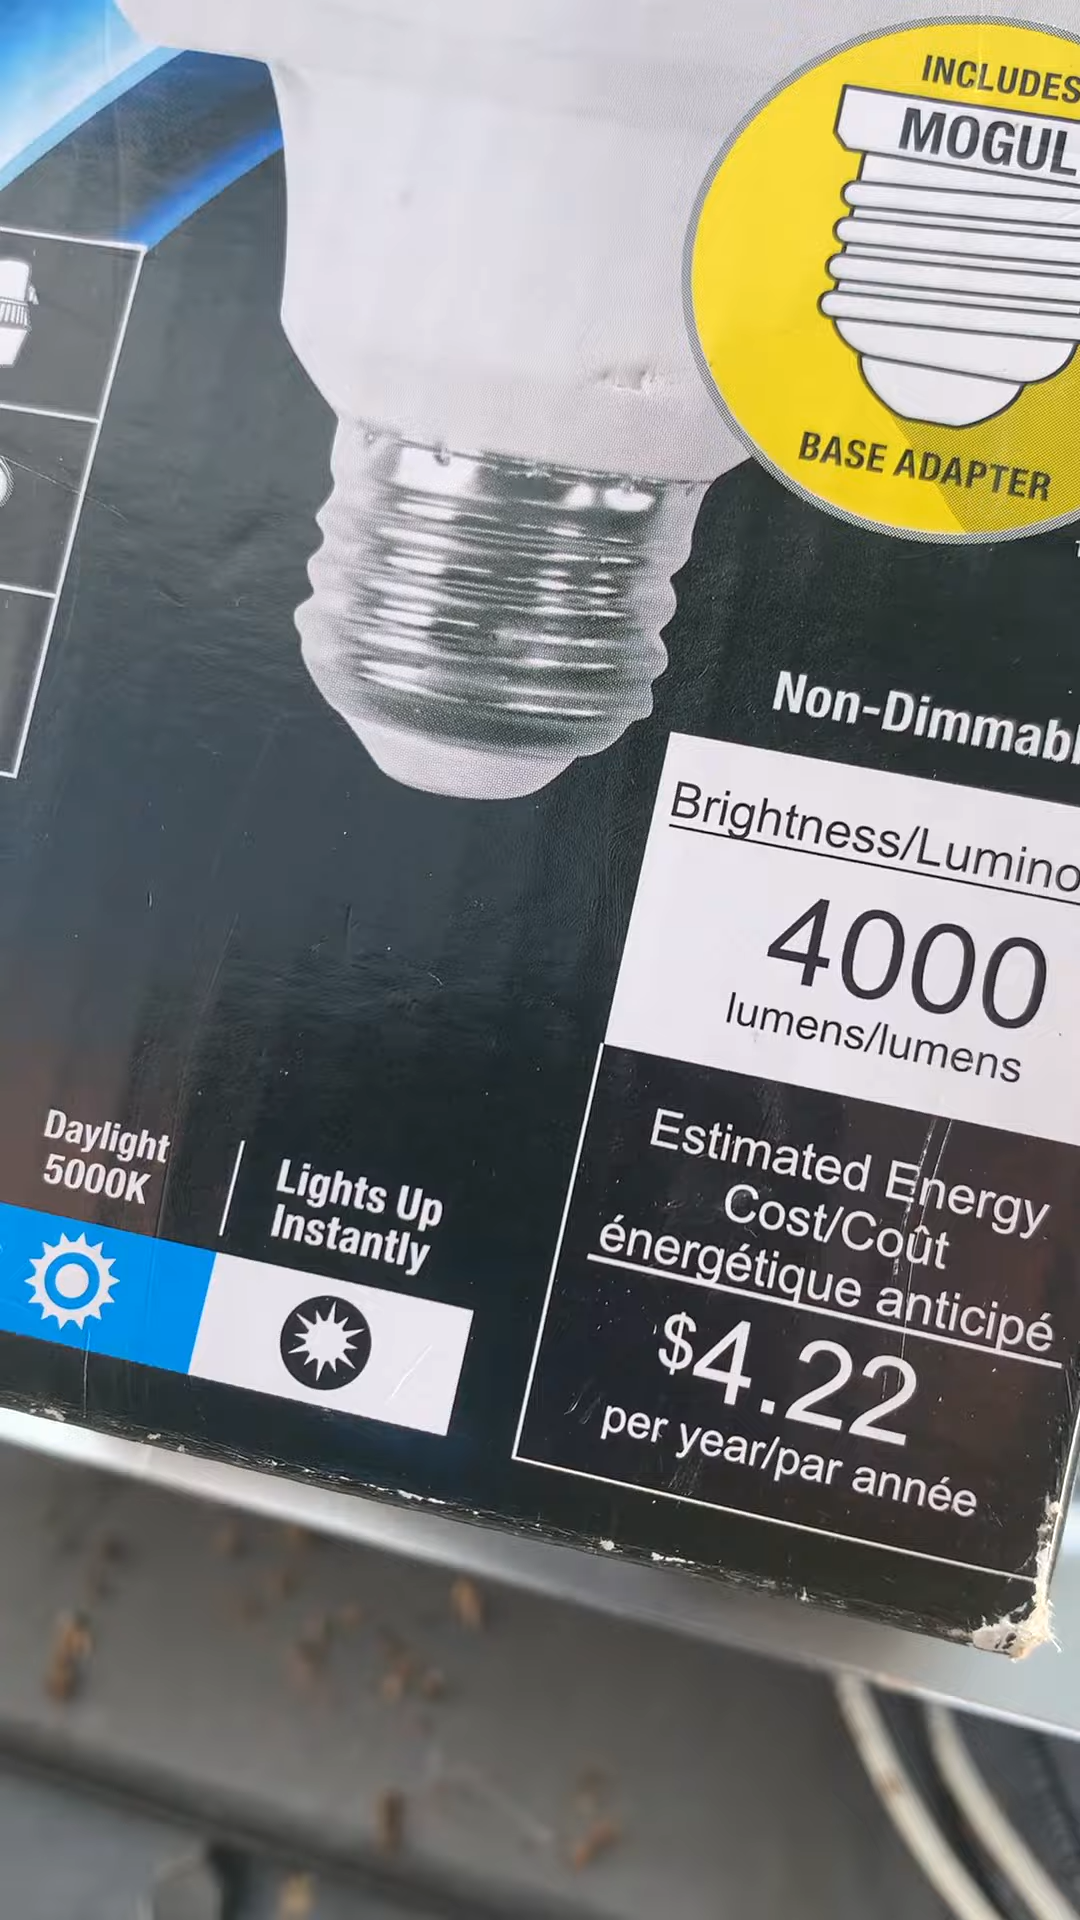 INCLUDES
MOGUL
BASE ADAPTER
Non-Dimmabl
Brightness/Lumino
4000
lumens/lumens
Estimated Energy
Cost/Coût
énergétique anticipé
$4.22
per year/par année
Daylight
5000K
Lights Up
Instantly